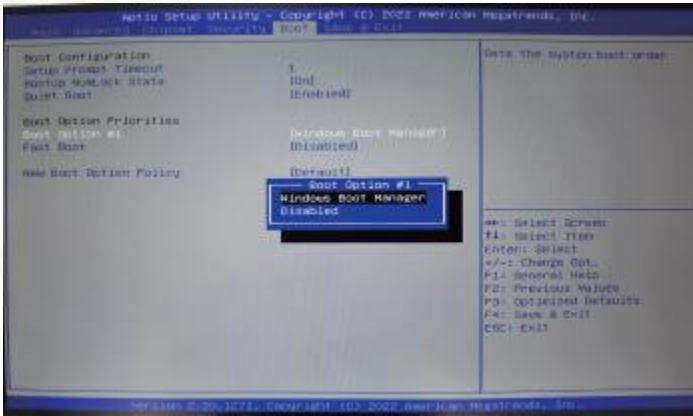 Aptio Setup Utility - Copyright (C) 2022 American Megatrends, Inc.
Main Advanced Chipset Security Boot Save & Exit
Boot Configuration
Setup Prompt Timeout 1
Bootup NumLock State [On]
Quiet Boot [Enabled]
Boot Option Priorities
Boot Option #1 [Windows Boot Manager]
Fast Boot [Disabled]
New Boot Option Policy [Default]
Boot Option #1
Windows Boot Manager
Disabled
Sets the system boot order
↔: Select Screen
↑↓: Select Item
Enter: Select
+/-: Change Opt.
F1: General Help
F2: Previous Values
F3: Optimized Defaults
F4: Save & Exit
ESC: Exit
Version 2.20.1271. Copyright (C) 2022 American Megatrends, Inc.